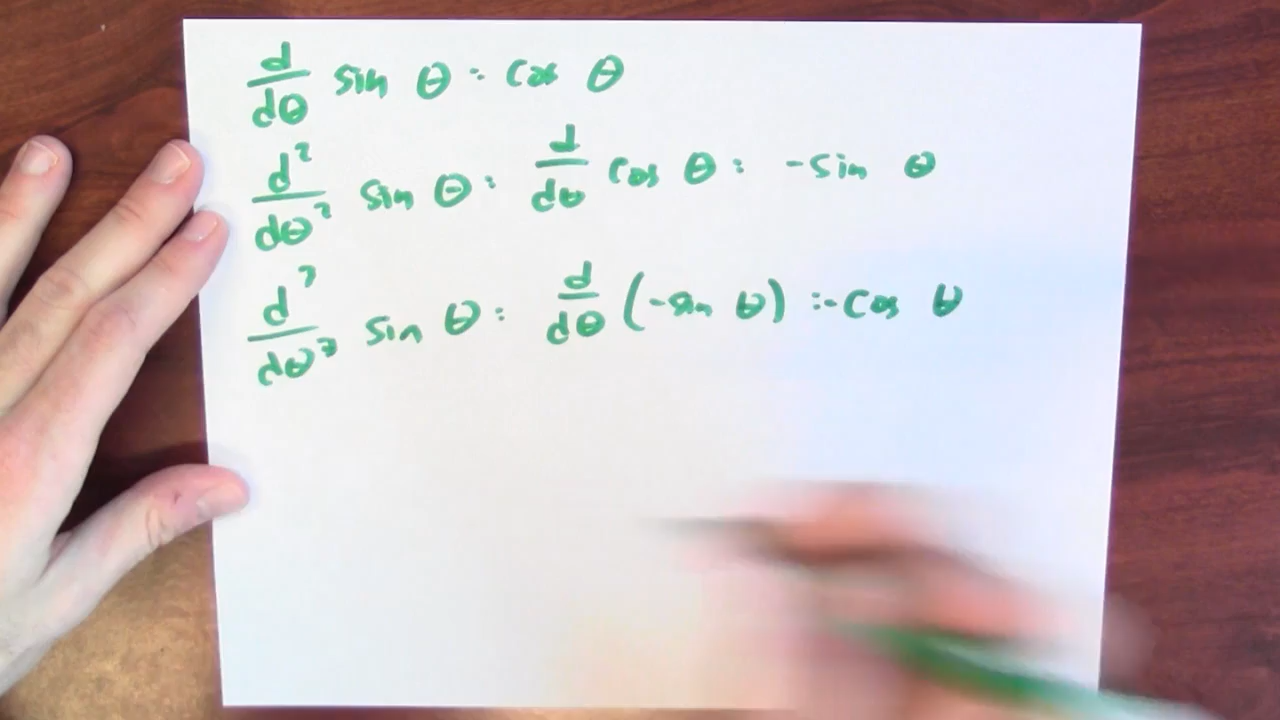 d/dθ sin θ = cos θ
d²/dθ² sin θ = d/dθ cos θ = -sin θ
d³/dθ³ sin θ = d/dθ (-sin θ) = -cos θ